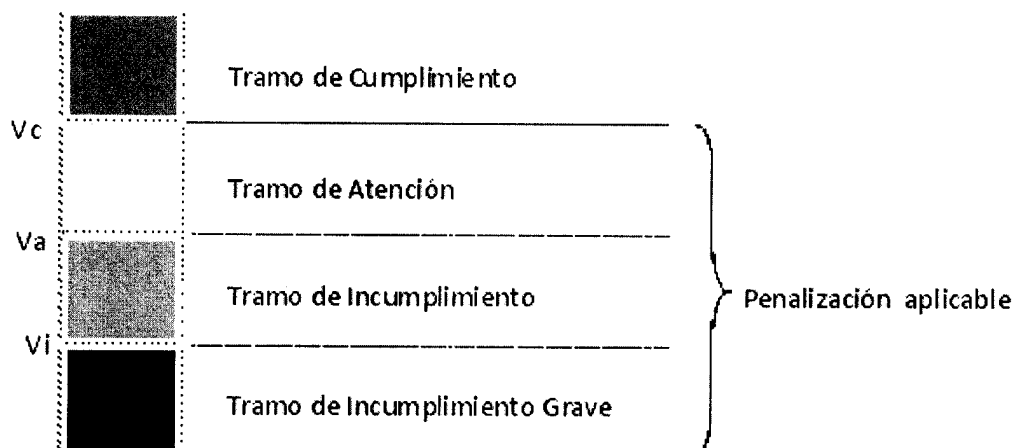 Tramo de Cumplimiento
Vc
Tramo de Atención
Va
Tramo de Incumplimiento
Penalización aplicable
Vi
Tramo de Incumplimiento Grave